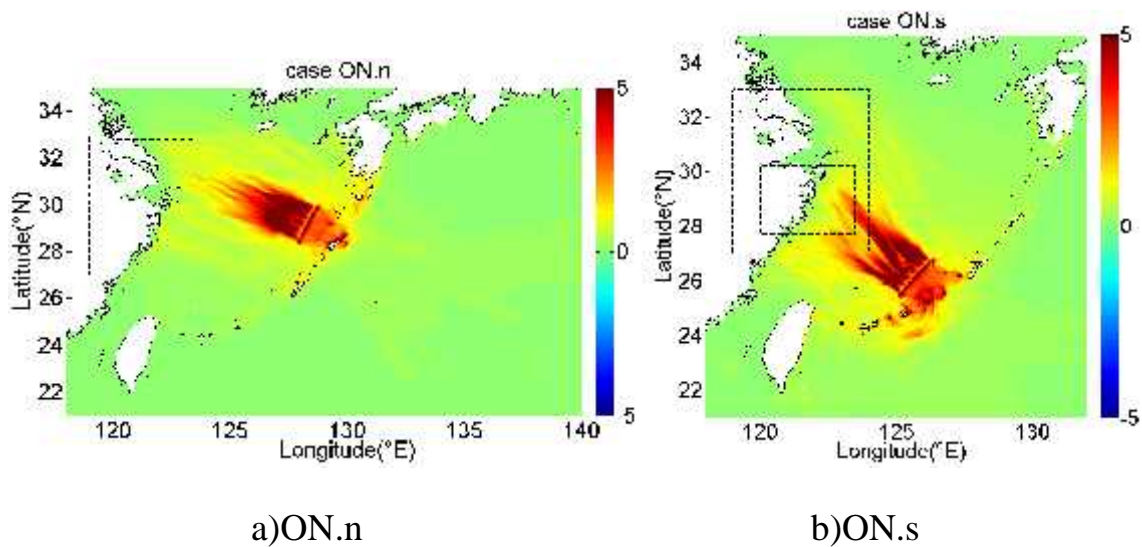 case ON.n
5
34
32
30
28
26
24
22
0
5
Latitude(°N)
120 125 130 135 140
Longitude(°E)
case ON.s
5
34
32
30
28
26
24
22
0
-5
Latitude(°N)
120 125 130
Longitude(°E)
a)ON.n b)ON.s